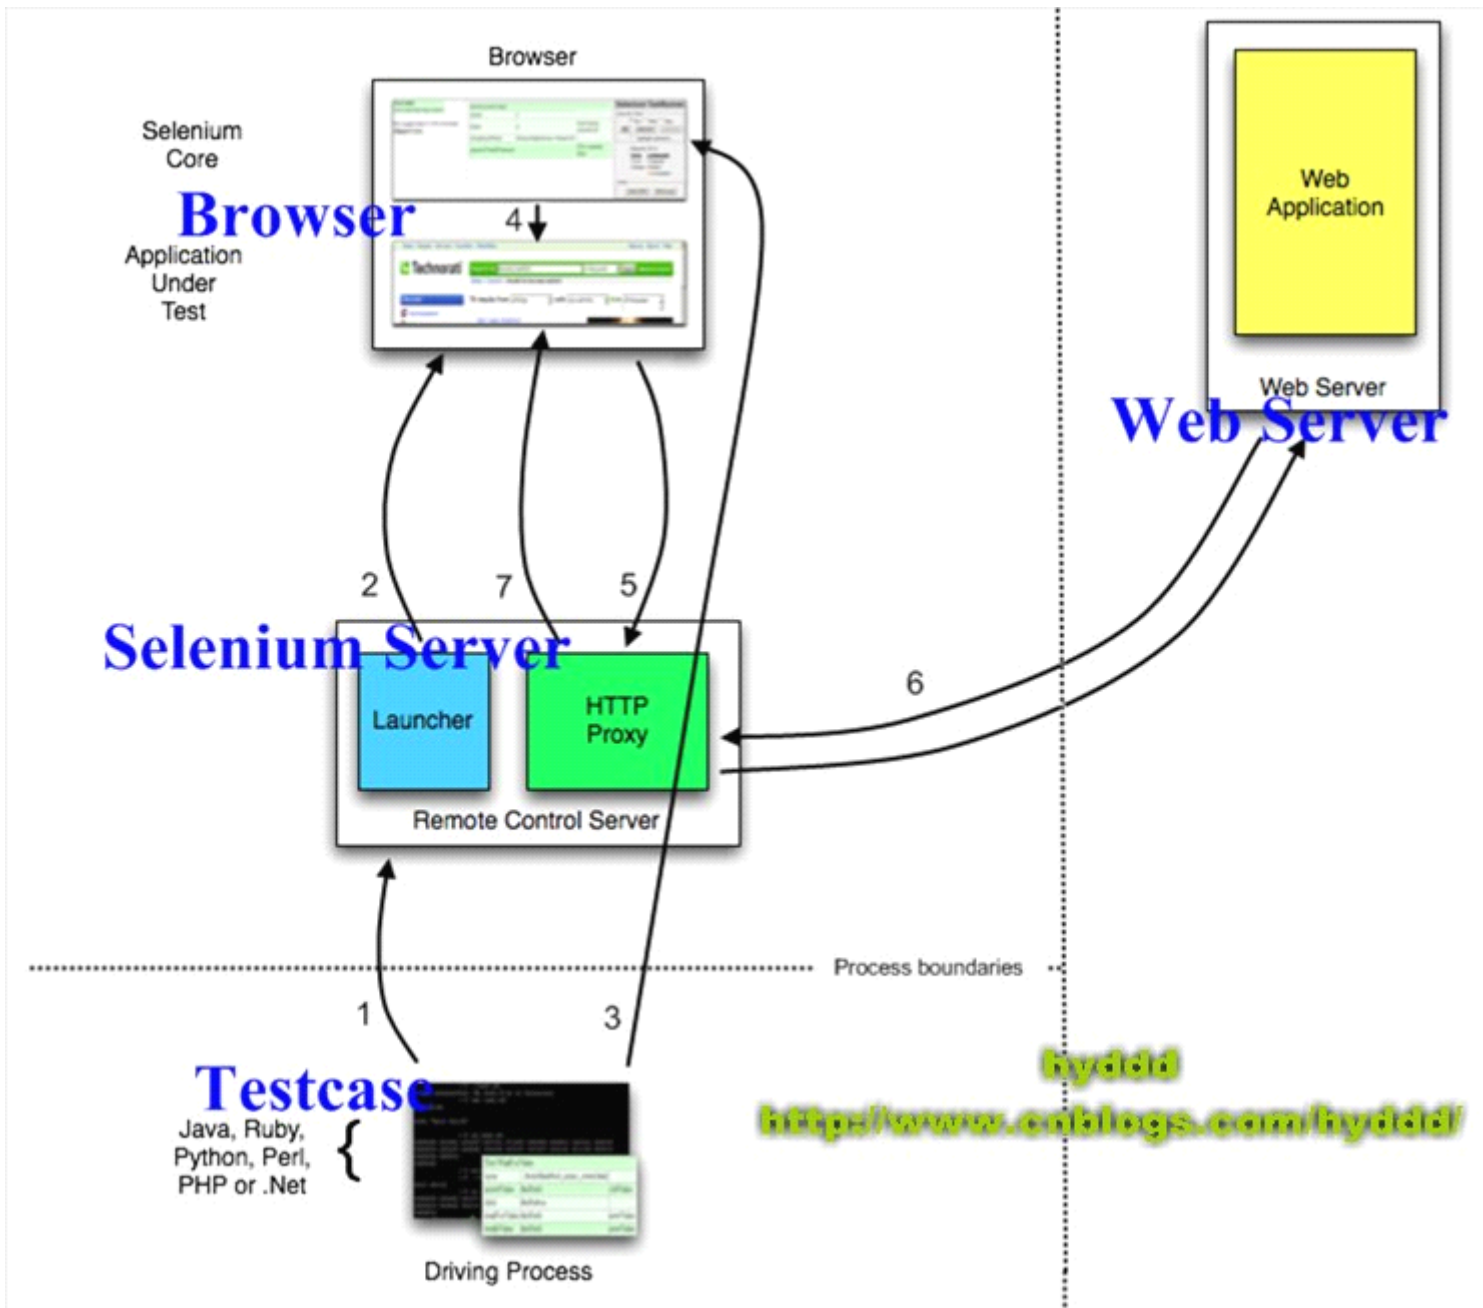 Browser
Selenium
Core
Browser
4
Application
Under
Test
Technorati
Web
Application
Web Server
Web Server
2
7
5
Selenium Server
Launcher
HTTP
Proxy
6
Remote Control Server
Process boundaries
1
3
Testcase
Java, Ruby,
Python, Perl,
PHP or .Net
{
Driving Process
hyddd
http://www.cnblogs.com/hyddd/